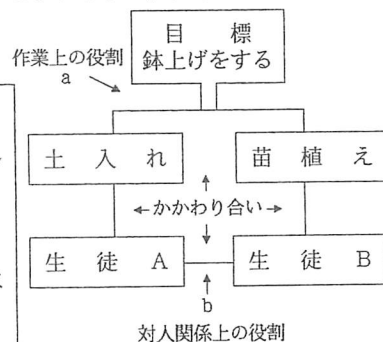 目標
鉢上げをする
作業上の役割
a
土入れ
苗植え
かかわり合い
生徒A
生徒B
b
対人関係上の役割